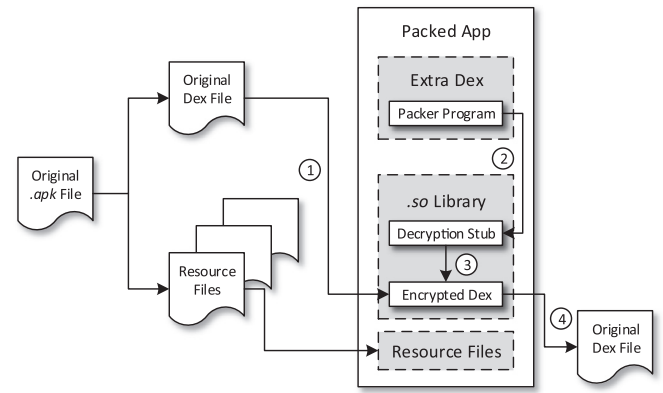 Packed App
Original
Dex File
Extra Dex
Packer Program
1
2
Original
.apk File
.so Library
Decryption Stub
3
Resource
Files
Encrypted Dex
4
Original
Dex File
Resource Files